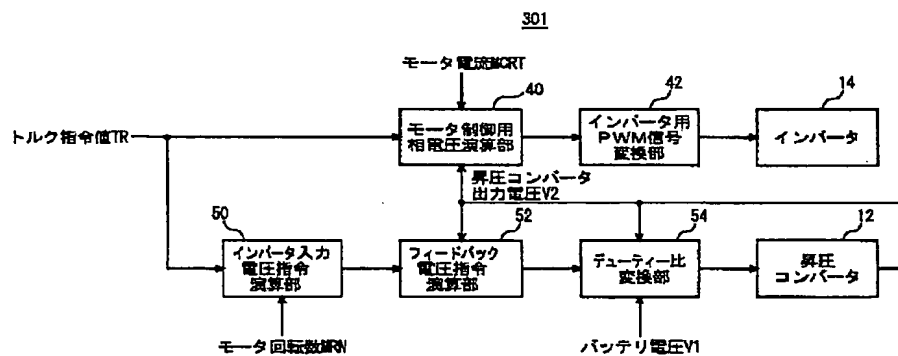 301
モータ電流MCRT
40
42
14
トルク指令値TR
モータ制御用
相電圧演算部
インバータ用
PWM信号
変換部
インバータ
昇圧コンバータ
出力電圧V2
50
52
54
12
インバータ入力
電圧指令
演算部
フィードバック
電圧指令
演算部
デューティー比
変換部
昇圧
コンバータ
モータ回転数MRN
バッテリ電圧V1